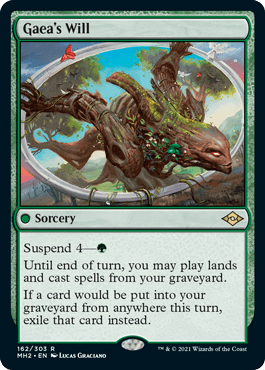 Gaea's Will
Sorcery
Suspend 4—
Until end of turn, you may play lands
and cast spells from your graveyard.
If a card would be put into your
graveyard from anywhere this turn,
exile that card instead.
162/303 R
MH2 • EN Lucas Graciano
™ & © 2021 Wizards of the Coast